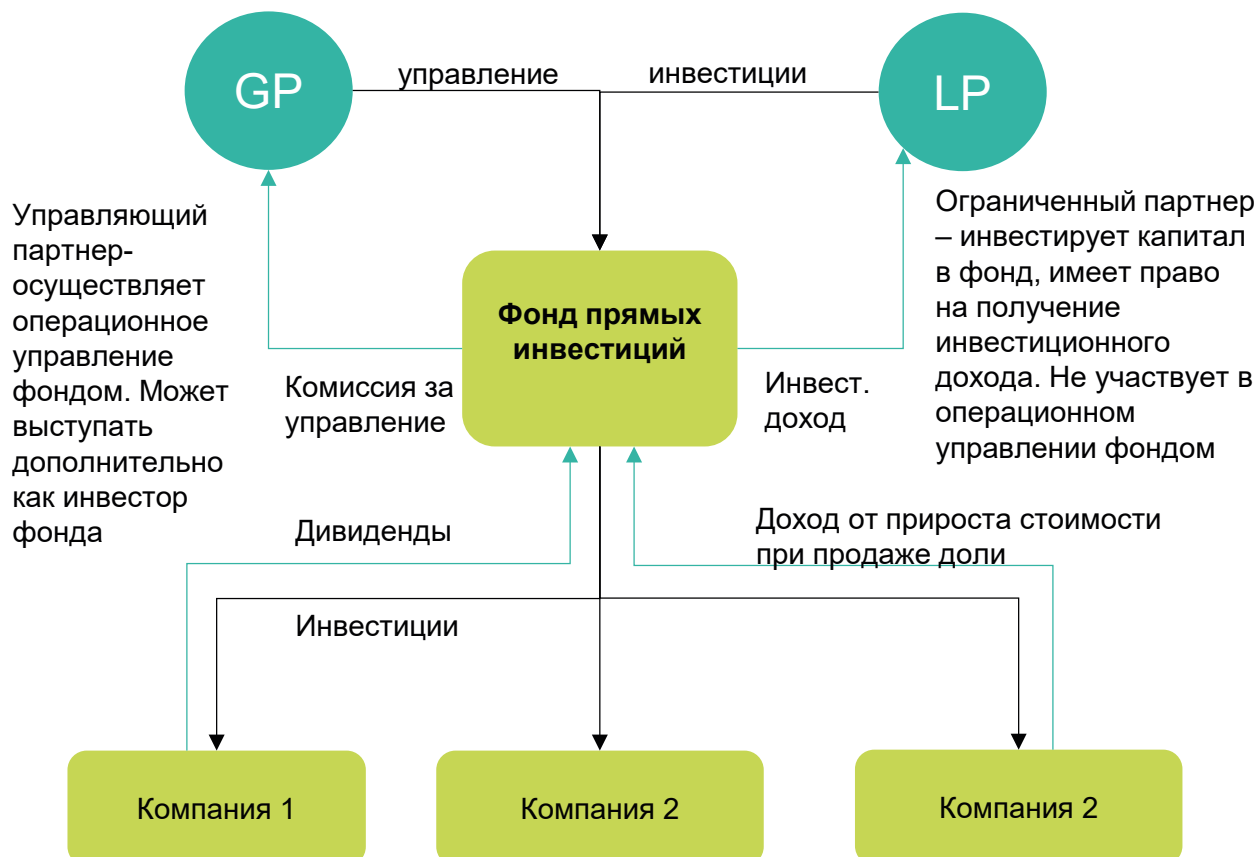 GP
управление
инвестиции
LP
Управляющий
партнер-
осуществляет
операционное
управление
фондом. Может
выступать
дополнительно
как инвестор
фонда
Ограниченный партнер
– инвестирует капитал
в фонд, имеет право
на получение
инвестиционного
дохода. Не участвует в
операционном
управлении фондом
Фонд прямых
инвестиций
Комиссия за
управление
Инвест.
доход
Дивиденды
Доход от прироста стоимости
при продаже доли
Инвестиции
Компания 1
Компания 2
Компания 2